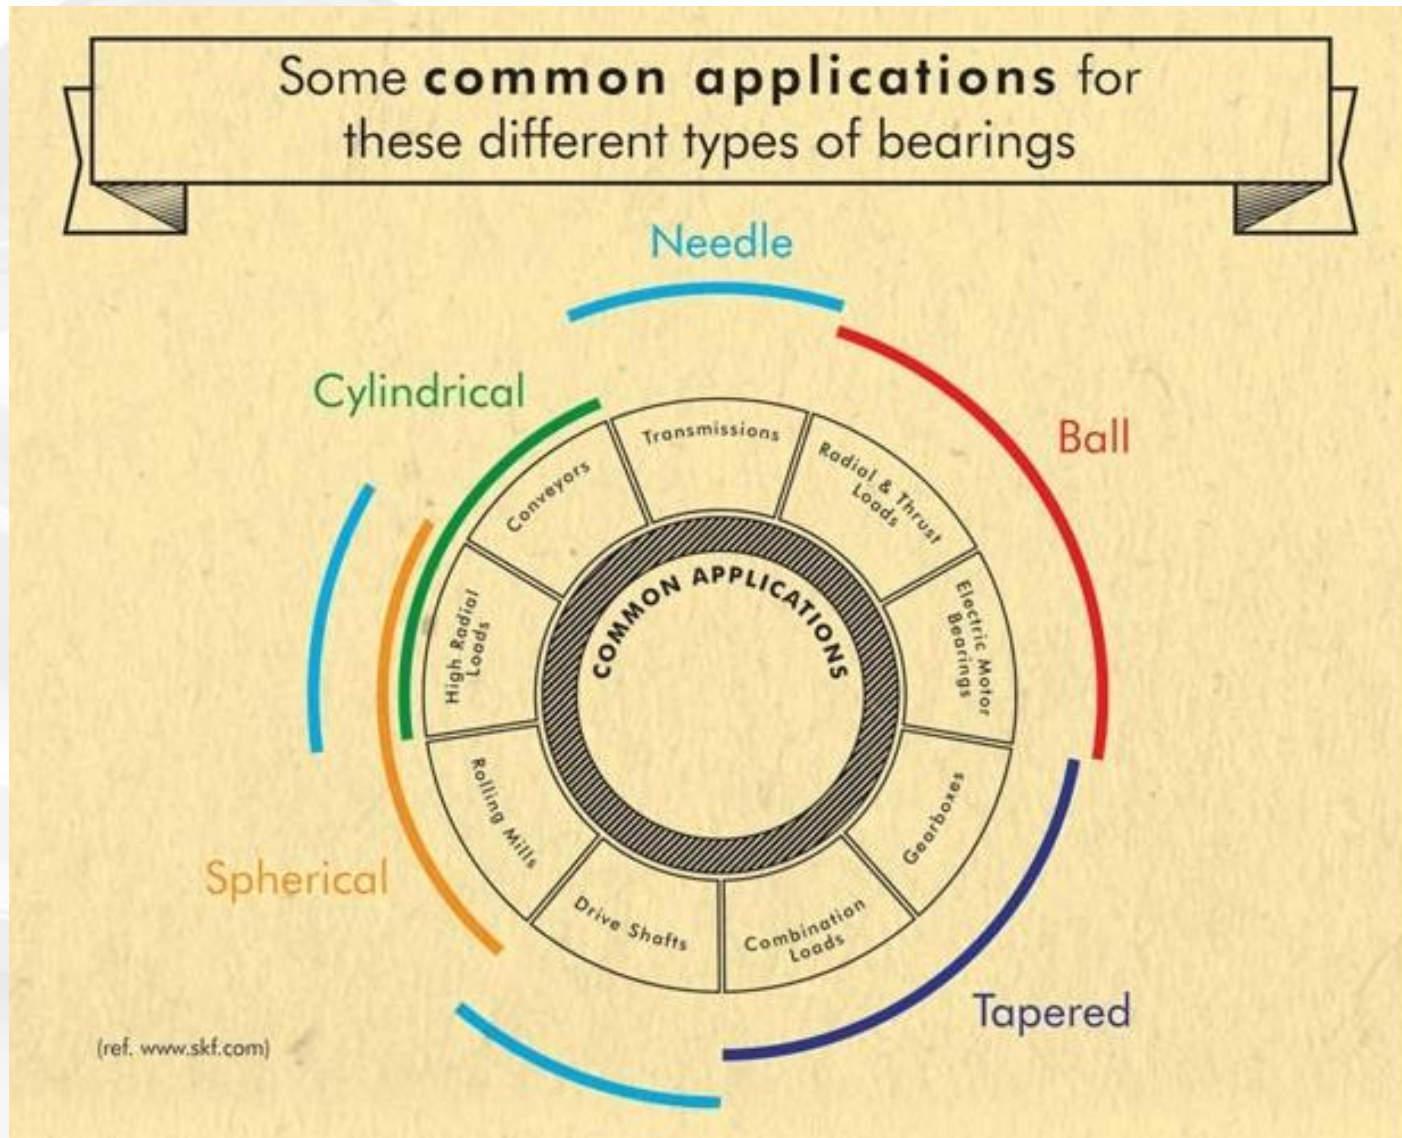 Some common applications for
these different types of bearings
Needle
Cylindrical
Ball
Transmissions
Radial & Thrust
Loads
Conveyors
COMMON APPLICATIONS
Electric Motor
Bearings
High Radial
Loads
Gearboxes
Rolling Mills
Spherical
Drive Shafts
Combination
Loads
Tapered
(ref. www.skf.com)